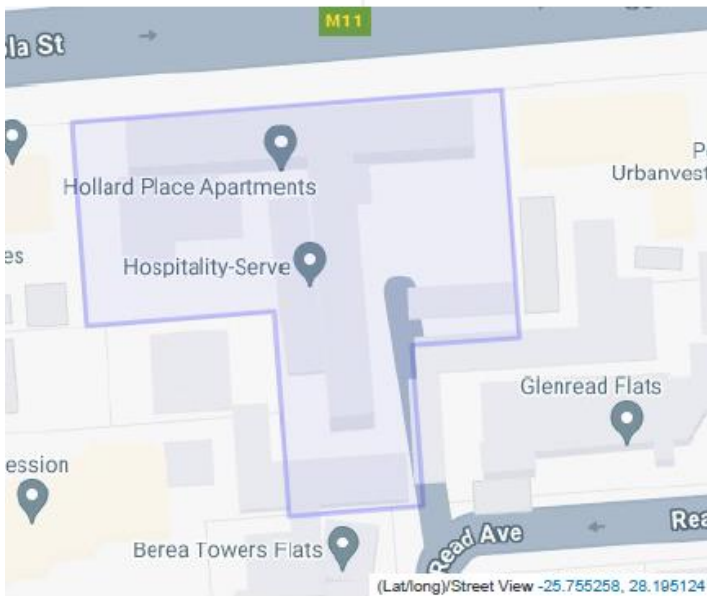 M11
ola St
Hollard Place Apartments
Urbanvest
es
Hospitality-Serve
Glenread Flats
ession
Read Ave
Rea
Berea Towers Flats
(Lat/long)/Street View -25.755258, 28.195124